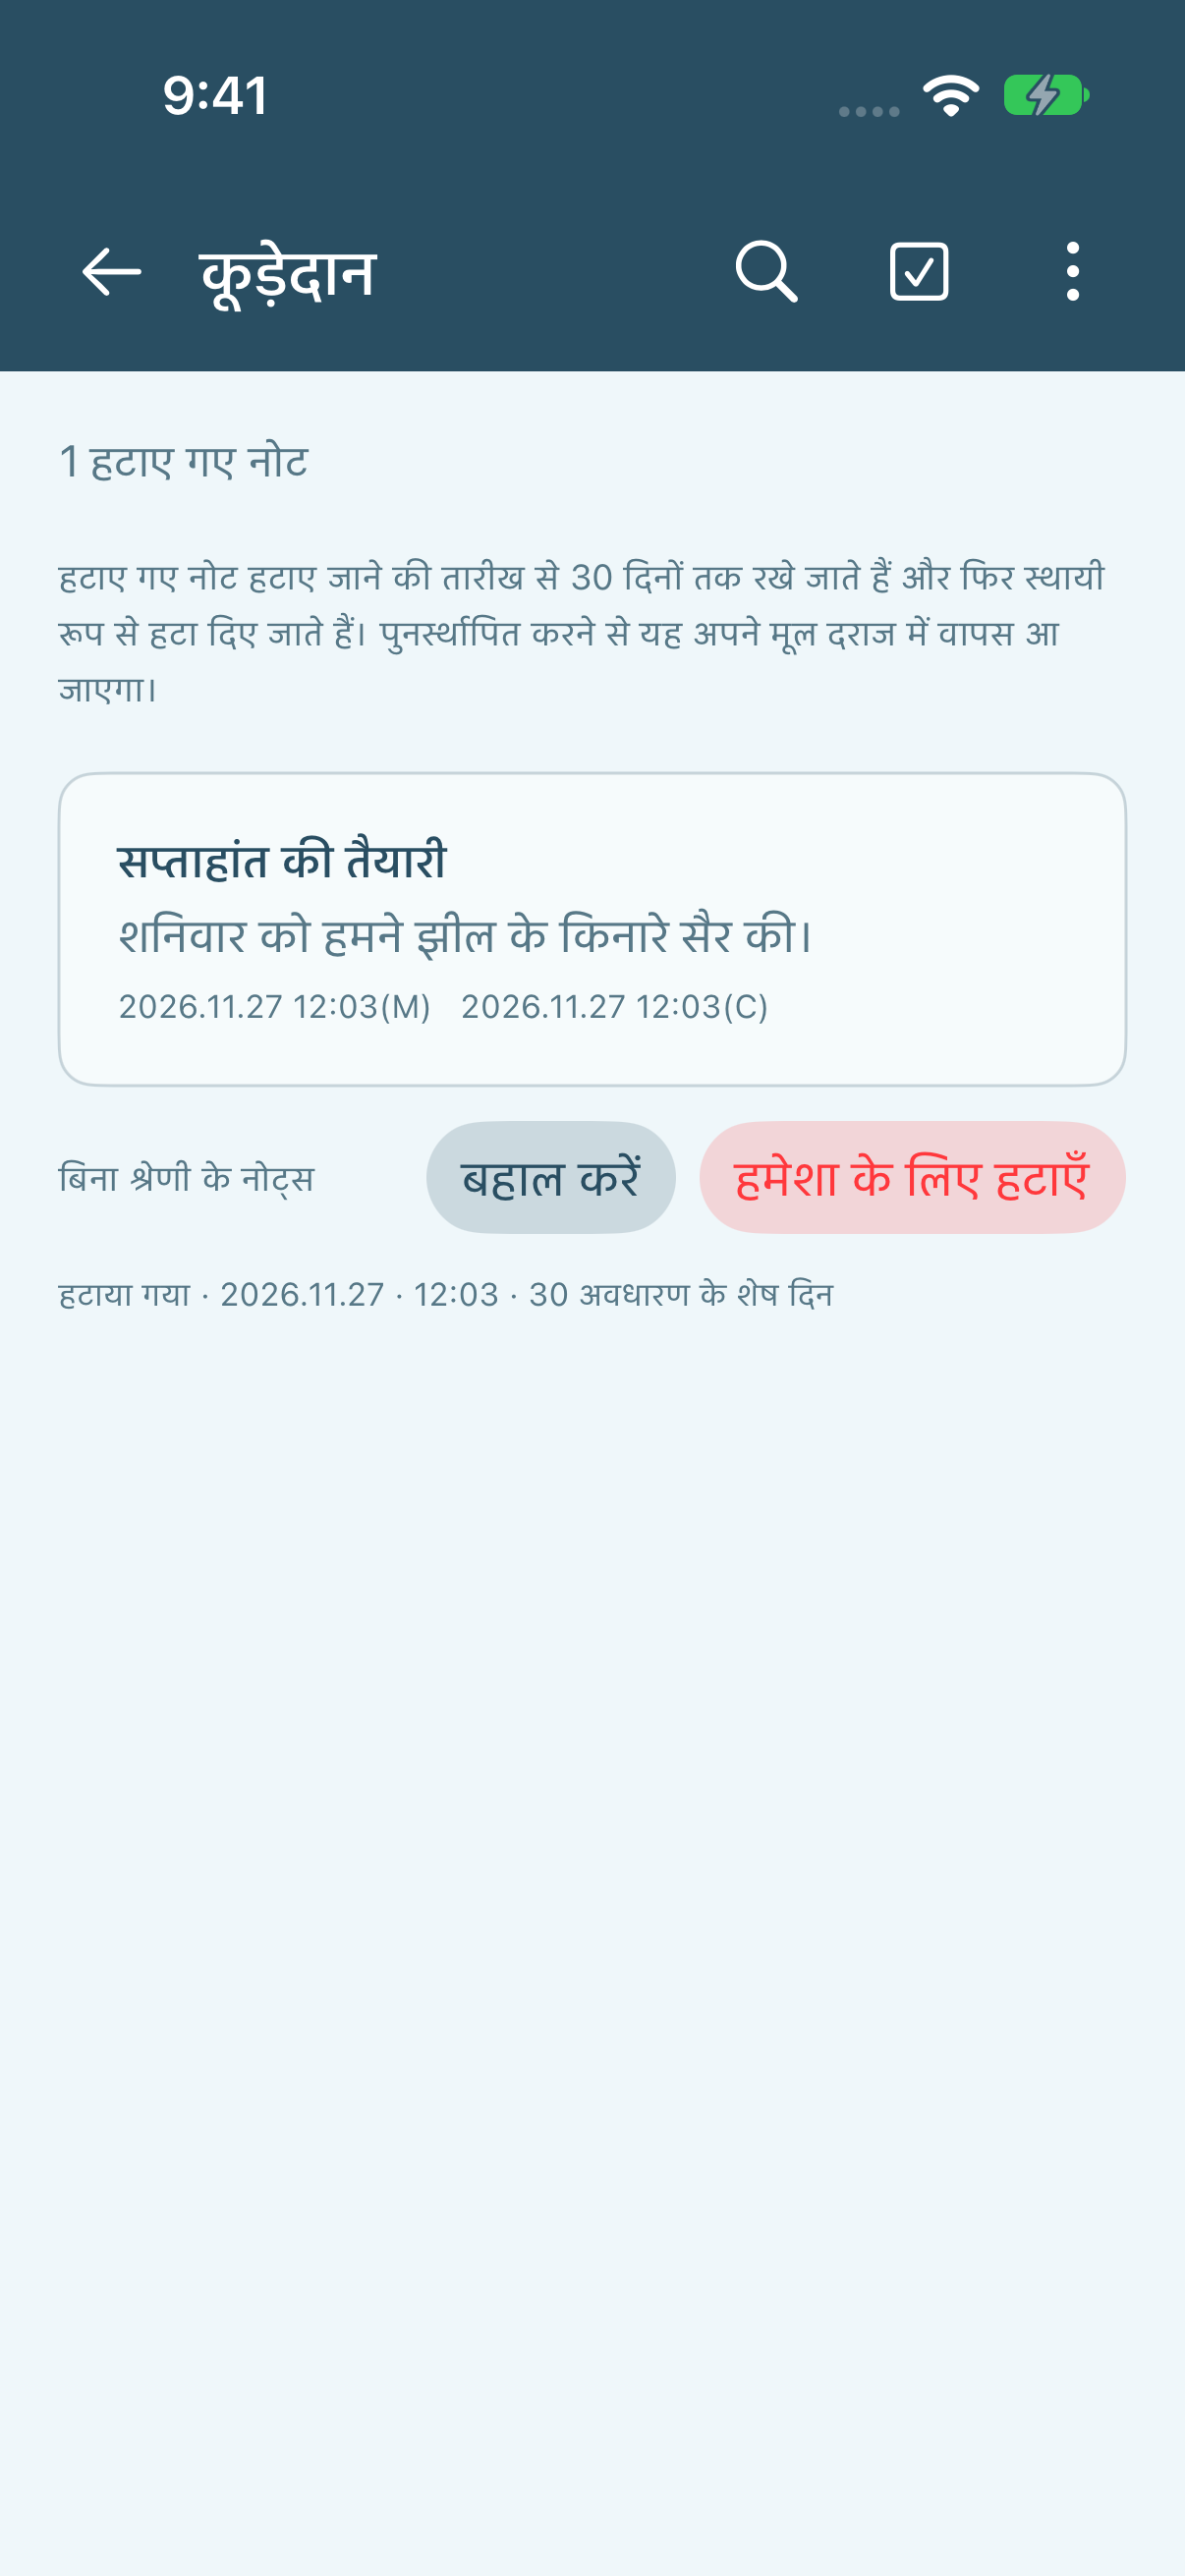 9:41
कूड़ेदान
1 हटाए गए नोट
हटाए गए नोट हटाए जाने की तारीख से 30 दिनों तक रखे जाते हैं और फिर स्थायी
रूप से हटा दिए जाते हैं। पुनर्स्थापित करने से यह अपने मूल दराज में वापस आ
जाएगा।
सप्ताहांत की तैयारी
शनिवार को हमने झील के किनारे सैर की।
2026.11.27 12:03(M) 2026.11.27 12:03(C)
बिना श्रेणी के नोट्स बहाल करें हमेशा के लिए हटाएँ
हटाया गया · 2026.11.27 · 12:03 · 30 अवधारण के शेष दिन